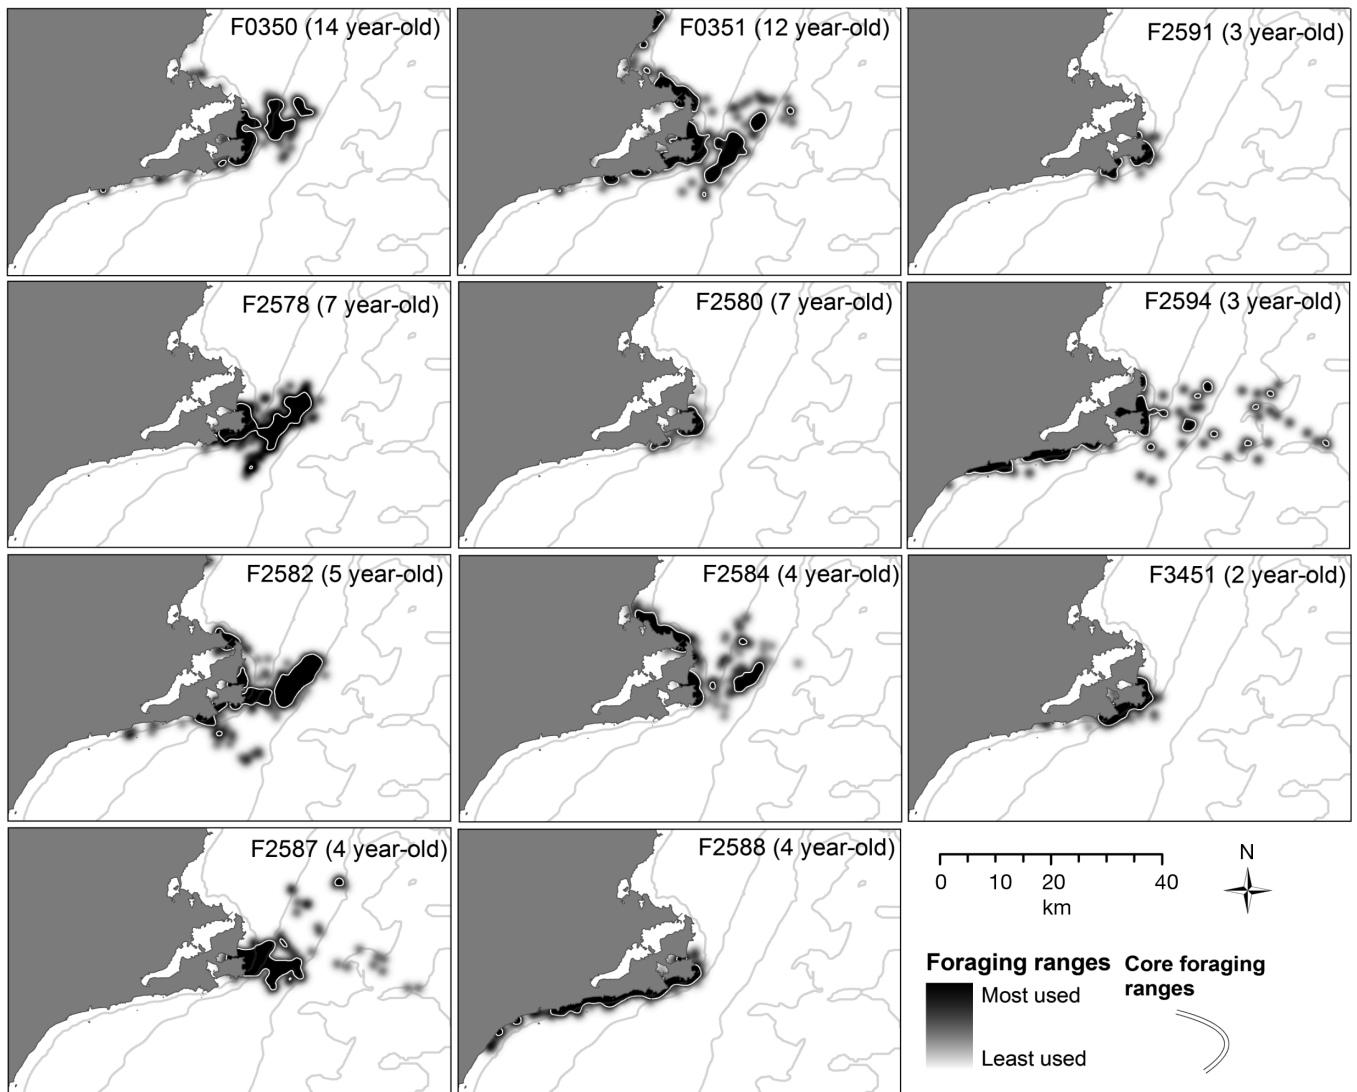 F0350 (14 year-old)
F0351 (12 year-old)
F2591 (3 year-old)
F2578 (7 year-old)
F2580 (7 year-old)
F2594 (3 year-old)
F2582 (5 year-old)
F2584 (4 year-old)
F3451 (2 year-old)
F2587 (4 year-old)
F2588 (4 year-old)
0 10 20 40
km
N
Foraging ranges
Most used
Least used
Core foraging
ranges